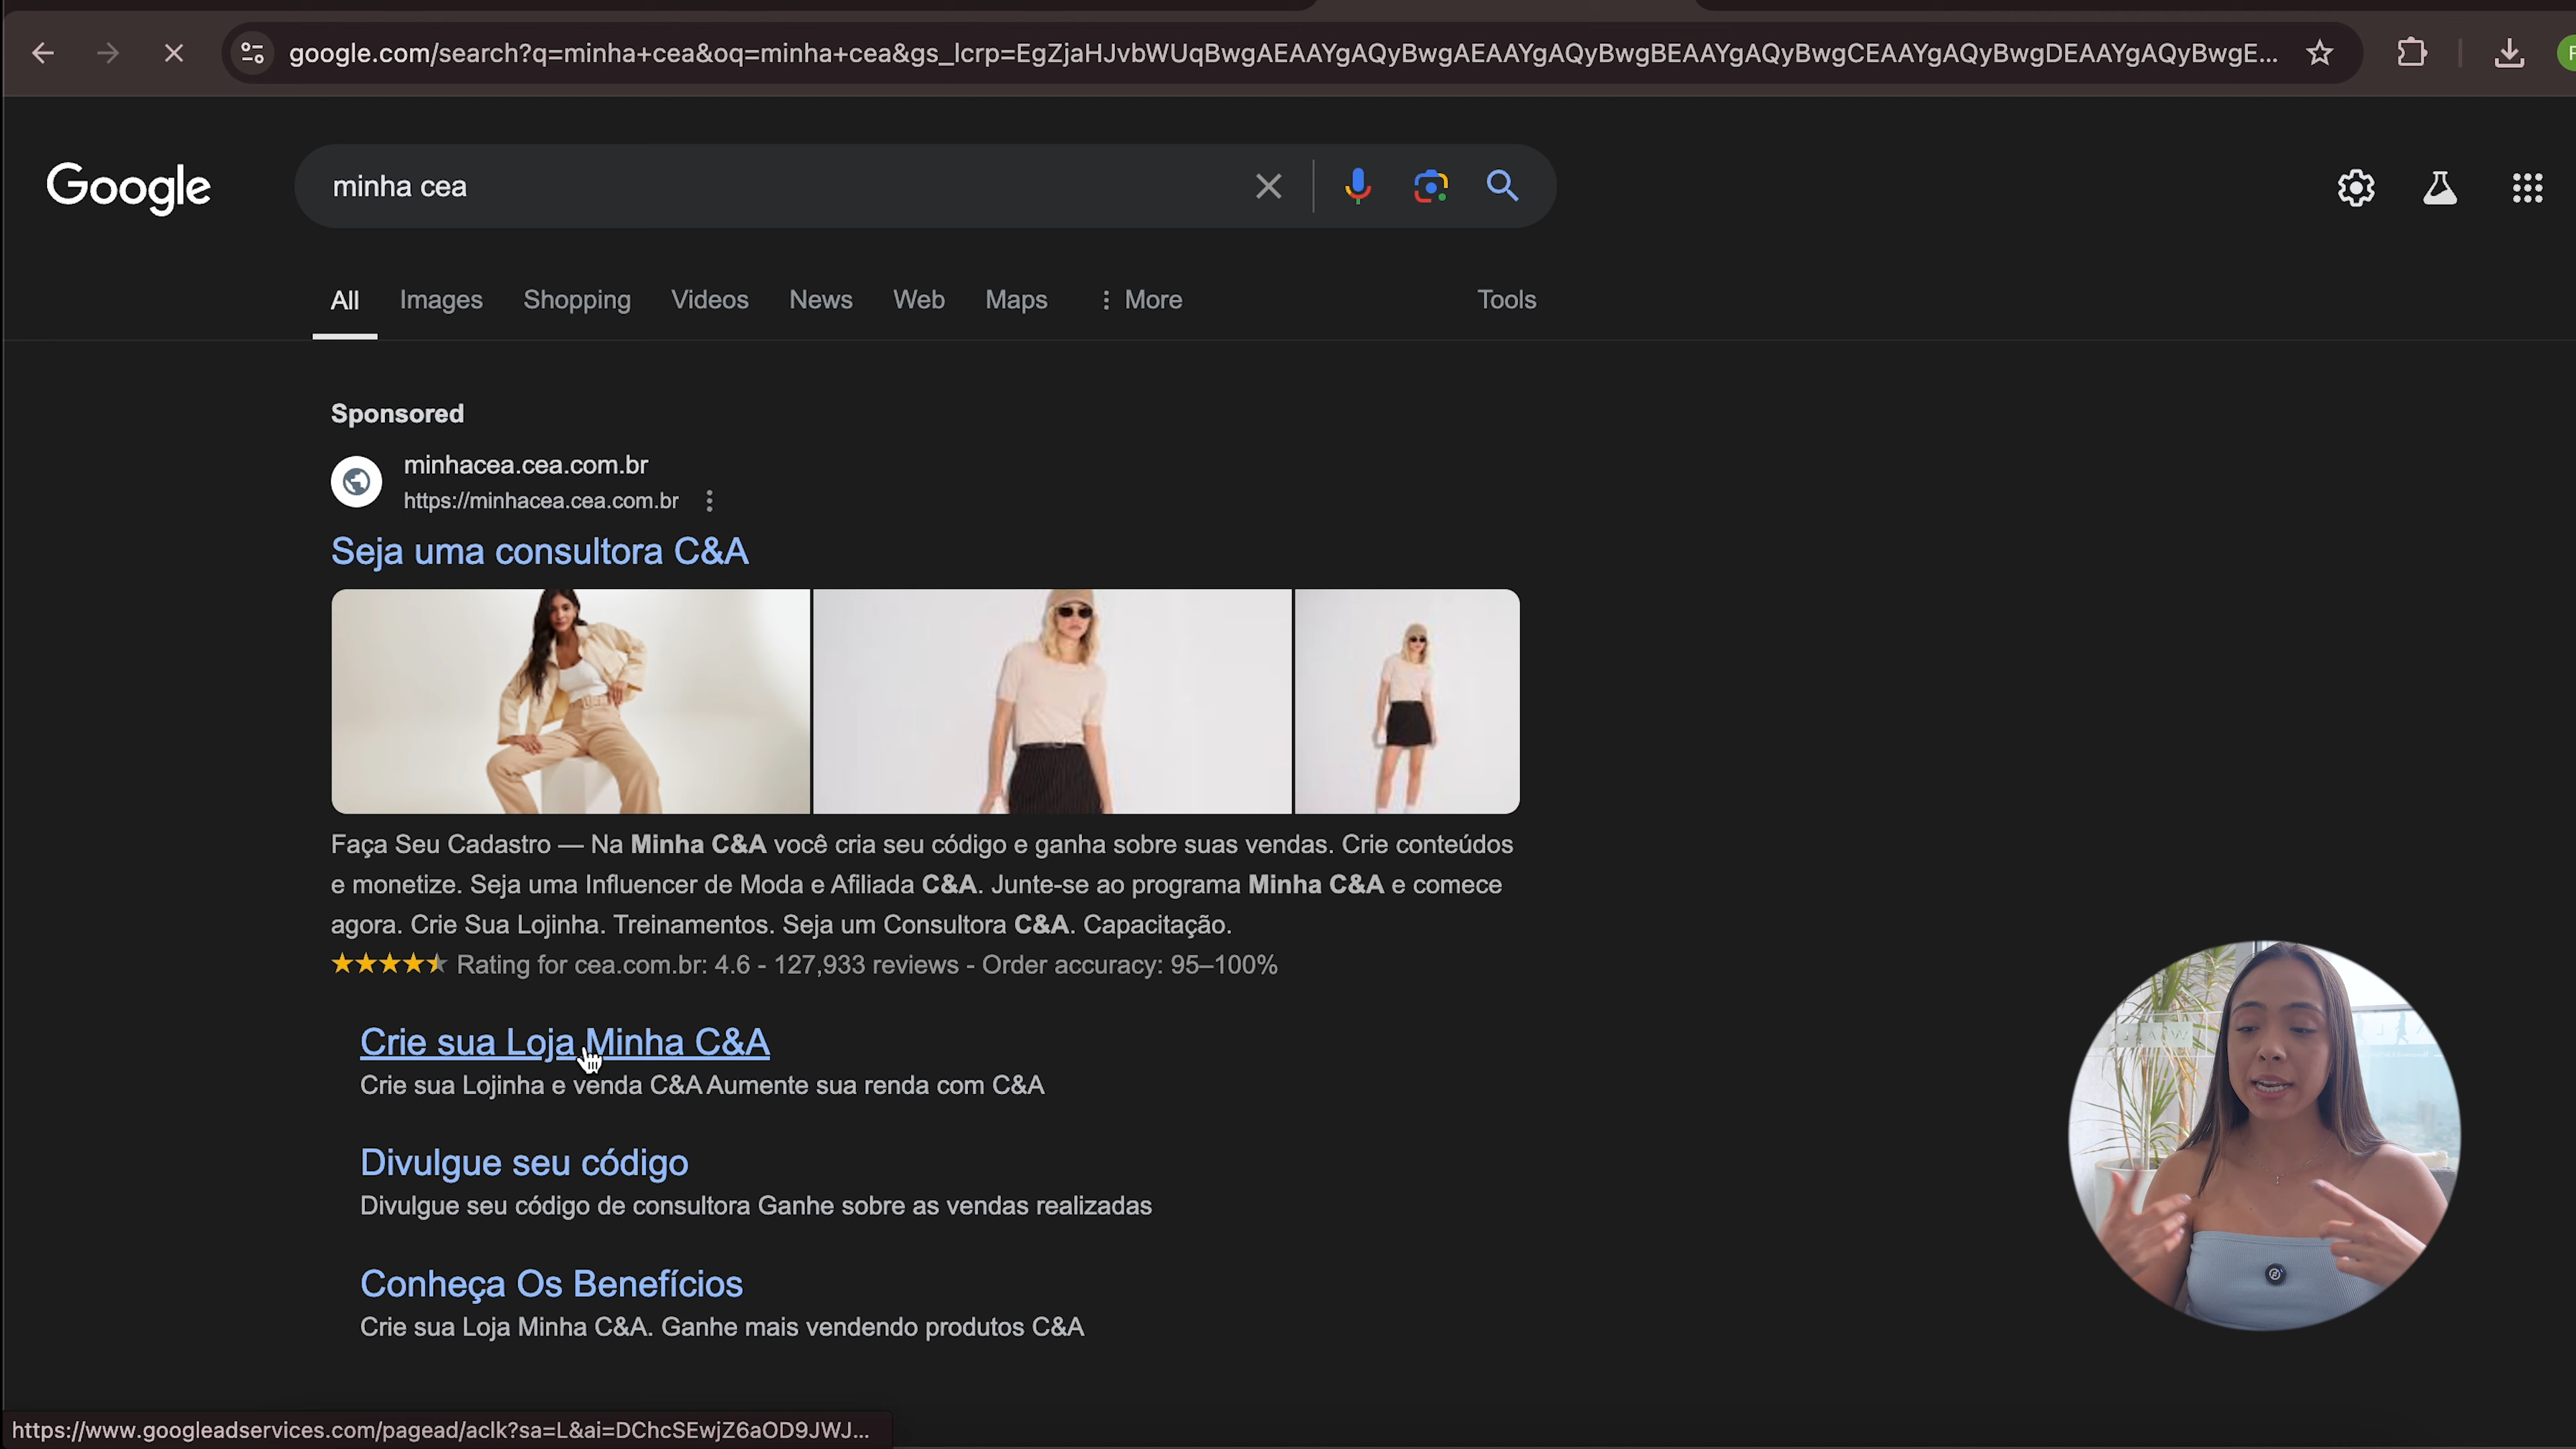 google.com/search?q=minha+cea&oq=minha+cea&gs_lcrp=EgZjaHJvbWUqBwgAEAAYgAQyBwgAEAAYgAQyBwgBEAAYgAQyBwgCEAAYgAQyBwgDEAAYgAQyBwgE...
Google
minha cea
All Images Shopping Videos News Web Maps More Tools
Sponsored
minhacea.cea.com.br
https://minhacea.cea.com.br
Seja uma consultora C&A
Faça Seu Cadastro — Na Minha C&A você cria seu código e ganha sobre suas vendas. Crie conteúdos
e monetize. Seja uma Influencer de Moda e Afiliada C&A. Junte-se ao programa Minha C&A e comece
agora. Crie Sua Lojinha. Treinamentos. Seja um Consultora C&A. Capacitação.
Rating for cea.com.br: 4.6 - 127,933 reviews - Order accuracy: 95–100%
Crie sua Loja Minha C&A
Crie sua Lojinha e venda C&A Aumente sua renda com C&A
Divulgue seu código
Divulgue seu código de consultora Ganhe sobre as vendas realizadas
Conheça Os Benefícios
Crie sua Loja Minha C&A. Ganhe mais vendendo produtos C&A
https://www.googleadservices.com/pagead/aclk?sa=L&ai=DChcSEwjZ6aOD9JWJ...